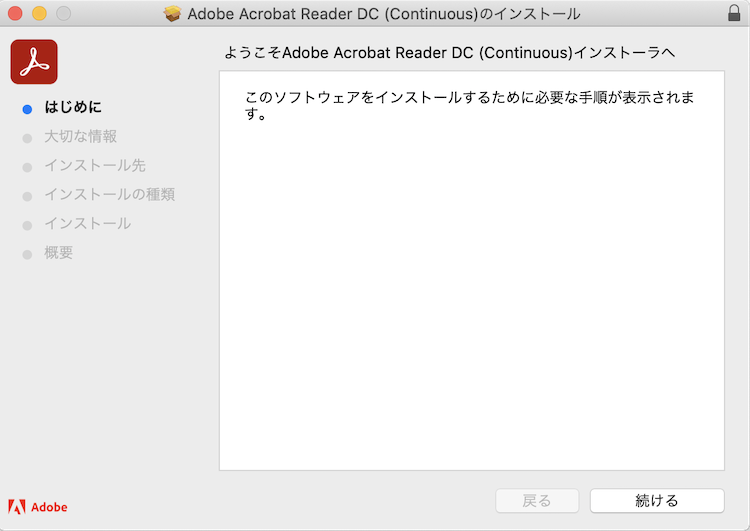 Adobe Acrobat Reader DC (Continuous)のインストール
ようこそAdobe Acrobat Reader DC (Continuous)インストーラへ
はじめに
大切な情報
インストール先
インストールの種類
インストール
概要
このソフトウェアをインストールするために必要な手順が表示されま
す。
Adobe
戻る
続ける